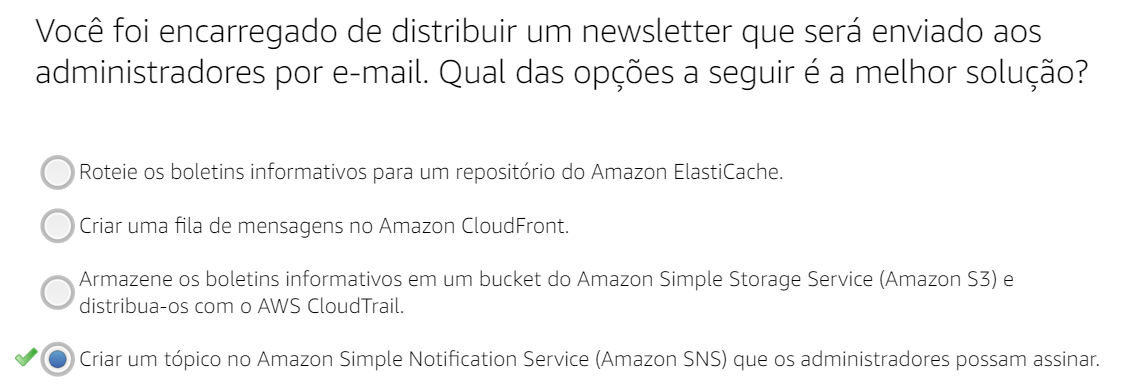 Você foi encarregado de distribuir um newsletter que será enviado aos
administradores por e-mail. Qual das opções a seguir é a melhor solução?
Roteie os boletins informativos para um repositório do Amazon ElastiCache.
Criar uma fila de mensagens no Amazon CloudFront.
Armazene os boletins informativos em um bucket do Amazon Simple Storage Service (Amazon S3) e
distribua-os com o AWS CloudTrail.
Criar um tópico no Amazon Simple Notification Service (Amazon SNS) que os administradores possam assinar.